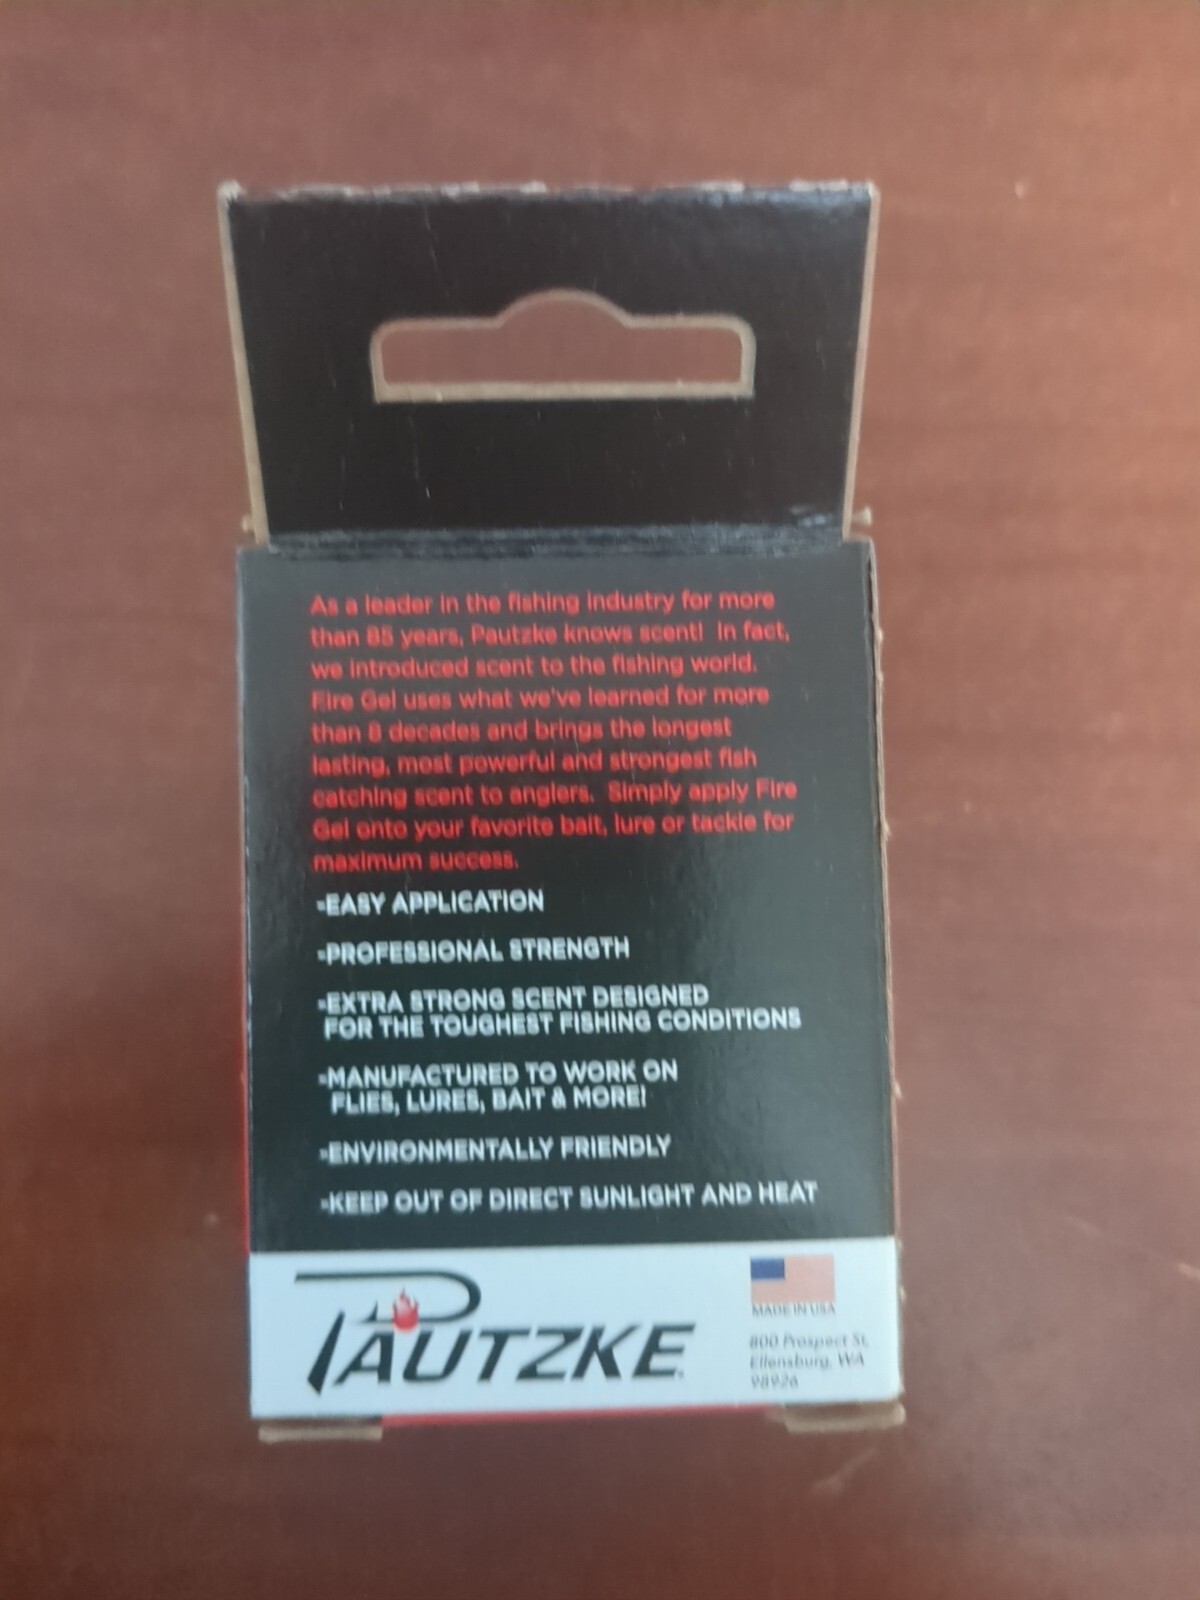 As a leader in the fishing industry for more
than 85 years, Pautzke knows scent!  In fact,
we introduced scent to the fishing world.
Fire Gel uses what we've learned for more
than 8 decades and brings the longest
lasting, most powerful and strongest fish
catching scent to anglers.  Simply apply Fire
Gel onto your favorite bait, lure or tackle for
maximum success.
-EASY APPLICATION
-PROFESSIONAL STRENGTH
-EXTRA STRONG SCENT DESIGNED
FOR THE TOUGHEST FISHING CONDITIONS
-MANUFACTURED TO WORK ON
FLIES, LURES, BAIT & MORE!
-ENVIRONMENTALLY FRIENDLY
-KEEP OUT OF DIRECT SUNLIGHT AND HEAT
PAUTZKE
MADE IN USA
800 Prospect St,
Ellensburg, WA
98926